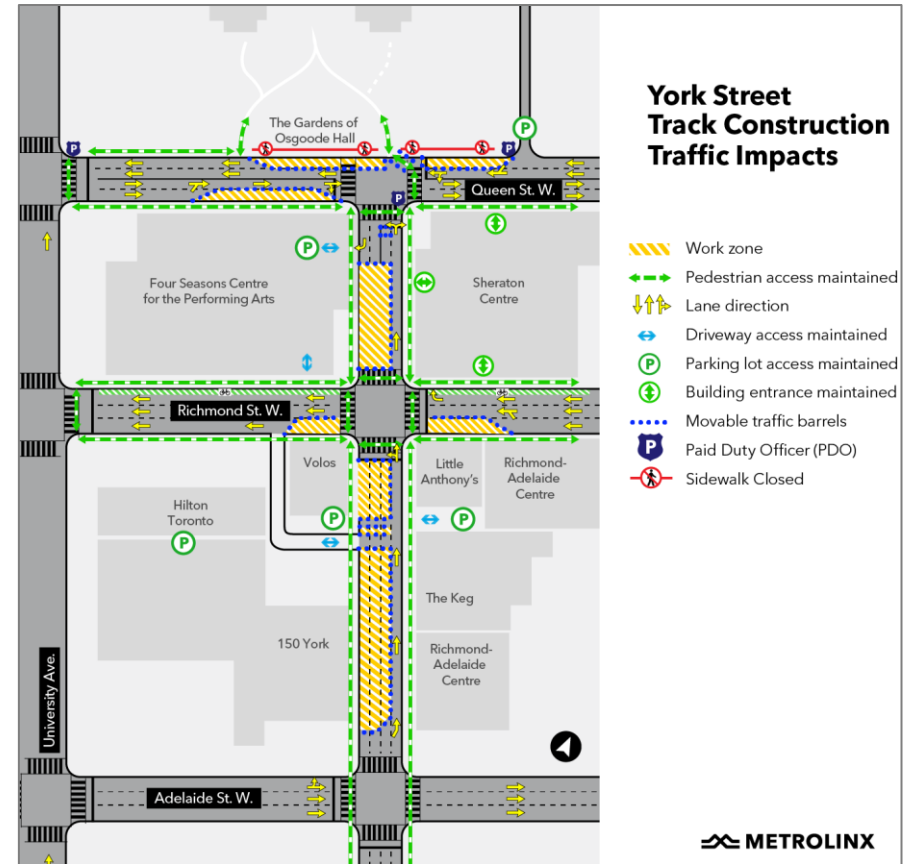 York Street
Track Construction
Traffic Impacts
The Gardens of
Osgoode Hall
P
P
Queen St. W.
P
P
P
Four Seasons Centre
for the Performing Arts
Sheraton
Centre
Richmond St. W.
Volos
Little
Anthony's
Richmond-
Adelaide
Centre
Hilton
Toronto
P
P
P
The Keg
150 York
Richmond-
Adelaide
Centre
University Ave.
Adelaide St. W.
Work zone
Pedestrian access maintained
Lane direction
Driveway access maintained
P
Parking lot access maintained
Building entrance maintained
Movable traffic barrels
P
Paid Duty Officer (PDO)
Sidewalk Closed
METROLINX